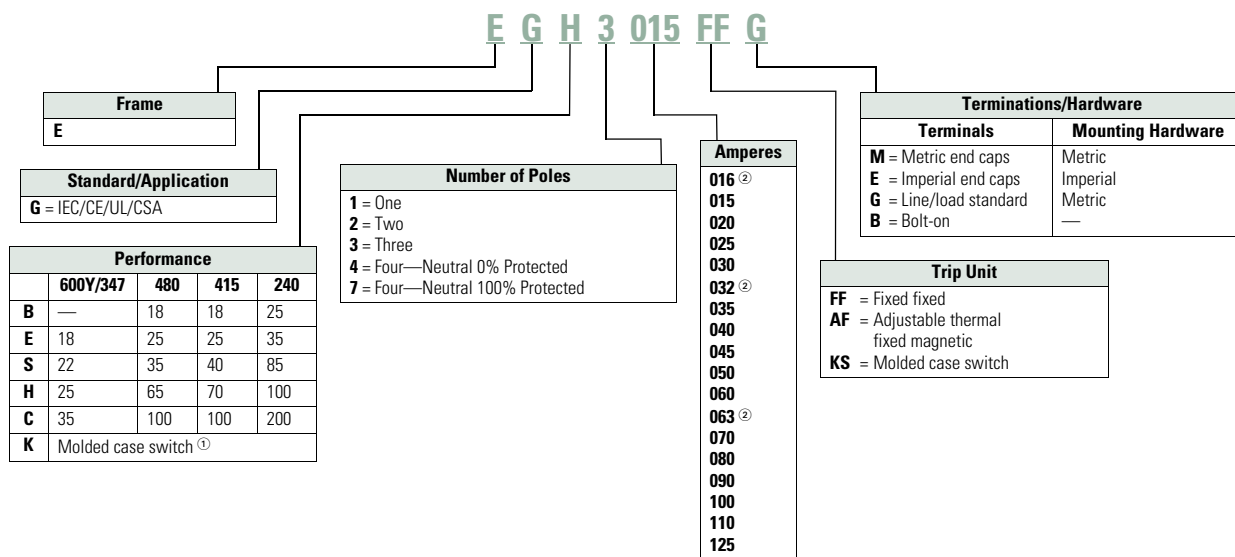 E G H 3 015 FF G
Frame
E
Standard/Application
G = IEC/CE/UL/CSA
Performance
600Y/347 480 415 240
B — 18 18 25
E 18 25 25 35
S 22 35 40 85
H 25 65 70 100
C 35 100 100 200
K Molded case switch ①
Number of Poles
1 = One
2 = Two
3 = Three
4 = Four—Neutral 0% Protected
7 = Four—Neutral 100% Protected
Amperes
016 ②
015
020
025
030
032 ②
035
040
045
050
060
063 ②
070
080
090
100
110
125
Terminations/Hardware
Terminals Mounting Hardware
M = Metric end caps Metric
E = Imperial end caps Imperial
G = Line/load standard Metric
B = Bolt-on —
Trip Unit
FF = Fixed fixed
AF = Adjustable thermal
fixed magnetic
KS = Molded case switch